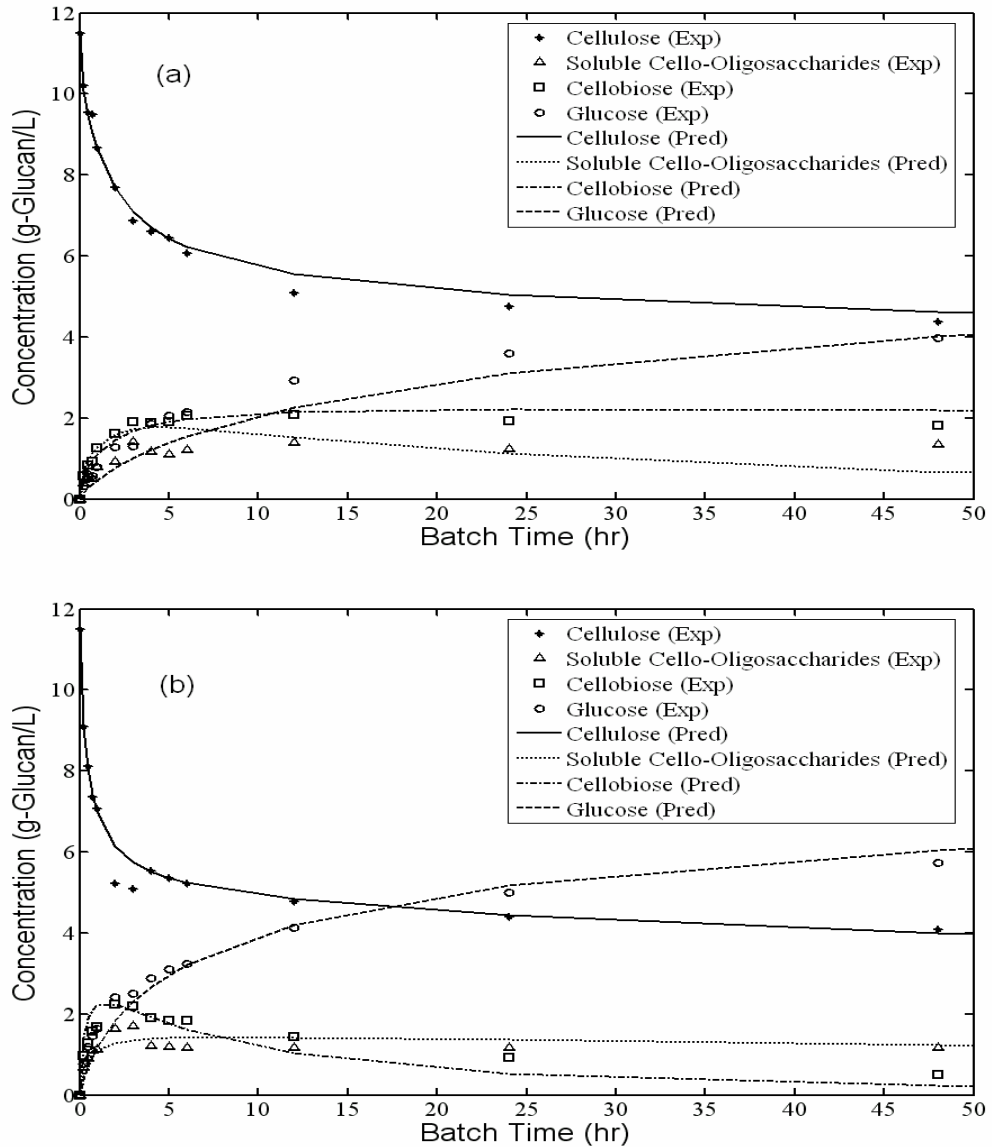 12
10
8
6
4
2
0
Concentration (g-Glucan/L)
(a)
Cellulose (Exp)
Soluble Cello-Oligosaccharides (Exp)
Cellobiose (Exp)
Glucose (Exp)
Cellulose (Pred)
Soluble Cello-Oligosaccharides (Pred)
Cellobiose (Pred)
Glucose (Pred)
0 5 10 15 20 25 30 35 40 45 50
Batch Time (hr)
12
10
8
6
4
2
0
Concentration (g-Glucan/L)
(b)
Cellulose (Exp)
Soluble Cello-Oligosaccharides (Exp)
Cellobiose (Exp)
Glucose (Exp)
Cellulose (Pred)
Soluble Cello-Oligosaccharides (Pred)
Cellobiose (Pred)
Glucose (Pred)
0 5 10 15 20 25 30 35 40 45 50
Batch Time (hr)